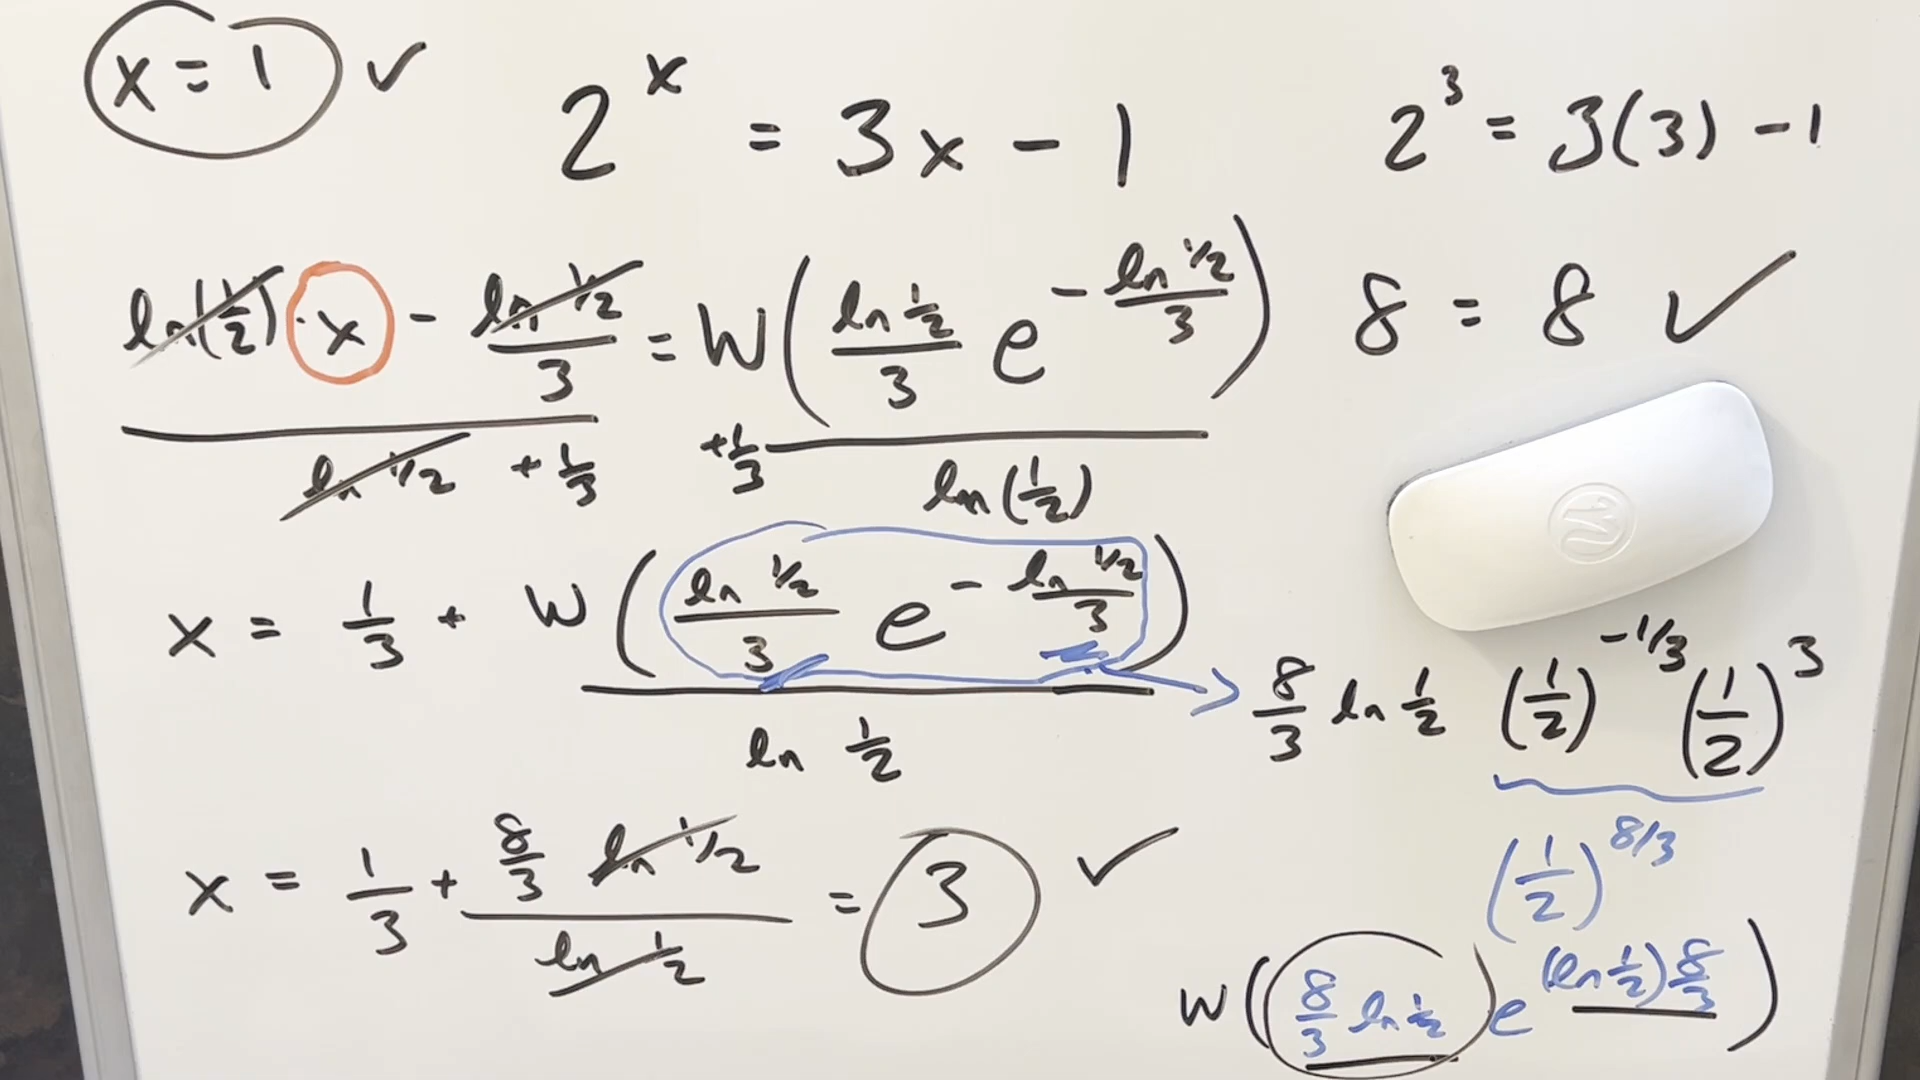 x = 1 ✓
2^x = 3x - 1
2^3 = 3(3) - 1
8 = 8 ✓
(ln(1/2) · x - (ln 1/2)/3) / (ln 1/2) + 1/3 = +1/3 W((ln 1/2)/3 e^(-(ln 1/2)/3)) / ln(1/2)
x = 1/3 + W((ln 1/2)/3 e^(-(ln 1/2)/3)) / (ln 1/2)
→ 8/3 ln 1/2 (1/2)^(-1/3) (1/2)^3
(1/2)^(8/3)
x = 1/3 + (8/3 ln 1/2) / (ln 1/2) = 3 ✓
W((8/3 ln 1/2) e^((ln 1/2) 8/3))